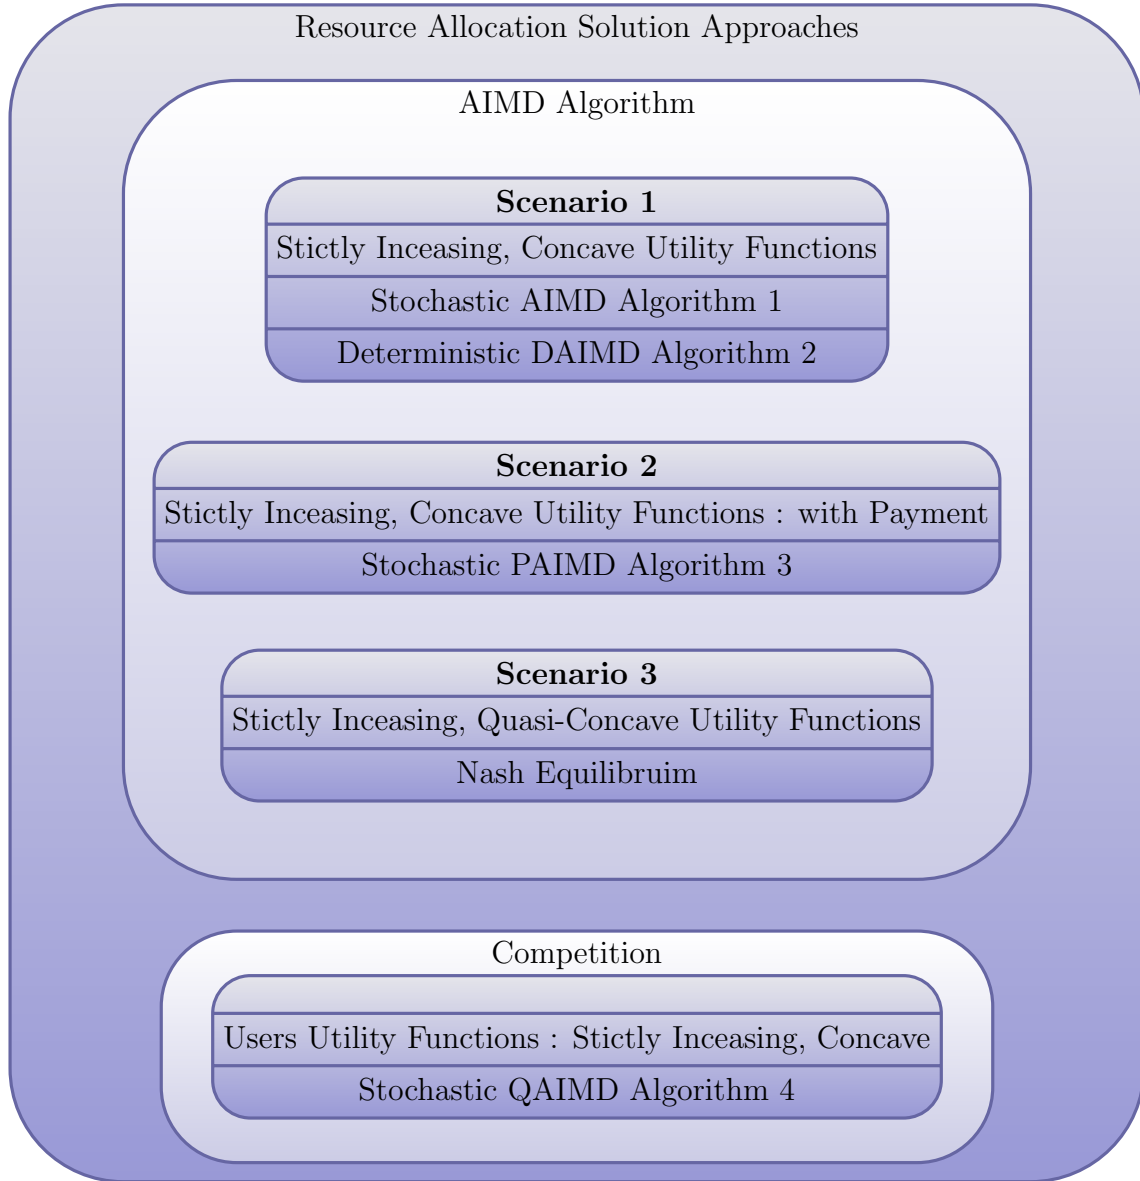 Resource Allocation Solution Approaches
AIMD Algorithm
Scenario 1
Stictly Inceasing, Concave Utility Functions
Stochastic AIMD Algorithm 1
Deterministic DAIMD Algorithm 2
Scenario 2
Stictly Inceasing, Concave Utility Functions : with Payment
Stochastic PAIMD Algorithm 3
Scenario 3
Stictly Inceasing, Quasi-Concave Utility Functions
Nash Equilibruim
Competition
Users Utility Functions : Stictly Inceasing, Concave
Stochastic QAIMD Algorithm 4